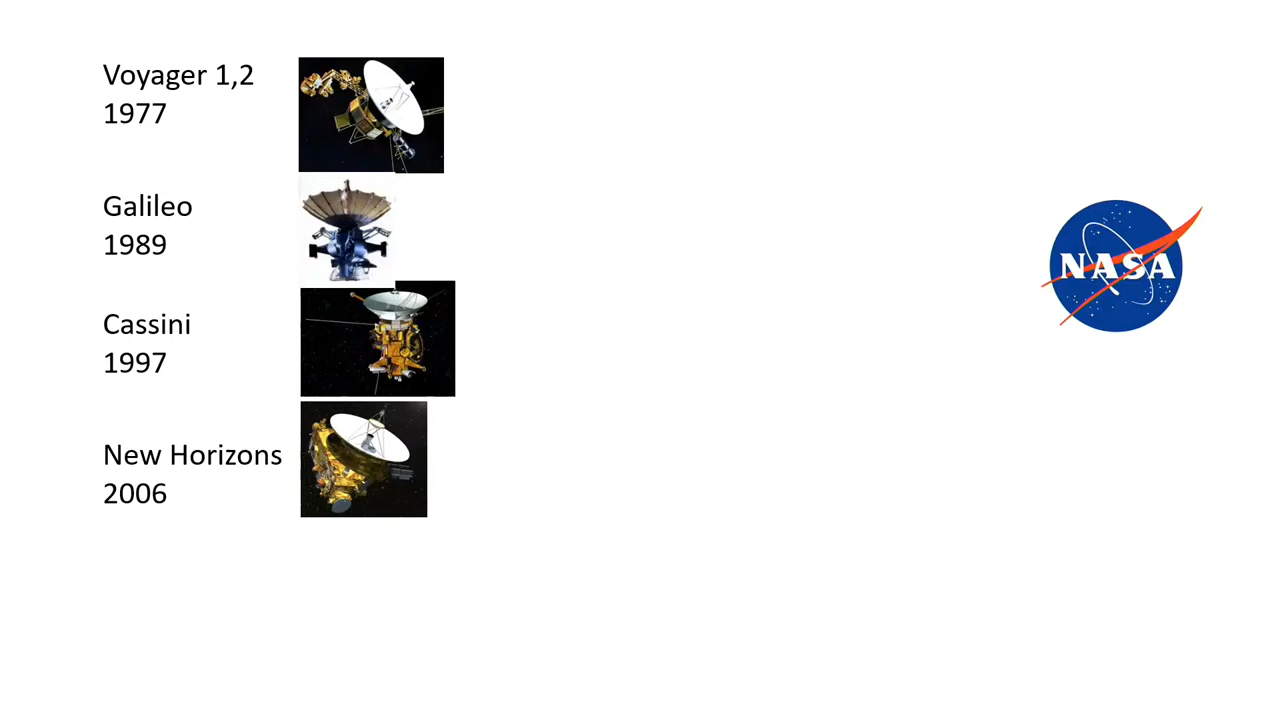 Voyager 1,2
1977
Galileo
1989
Cassini
1997
New Horizons
2006
NASA